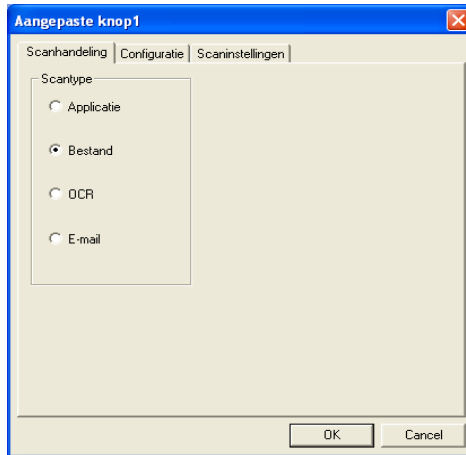 Aangepaste knop1
Scanhandeling Configuratie Scaninstellingen
Scantype
Applicatie
Bestand
OCR
E-mail
OK Cancel